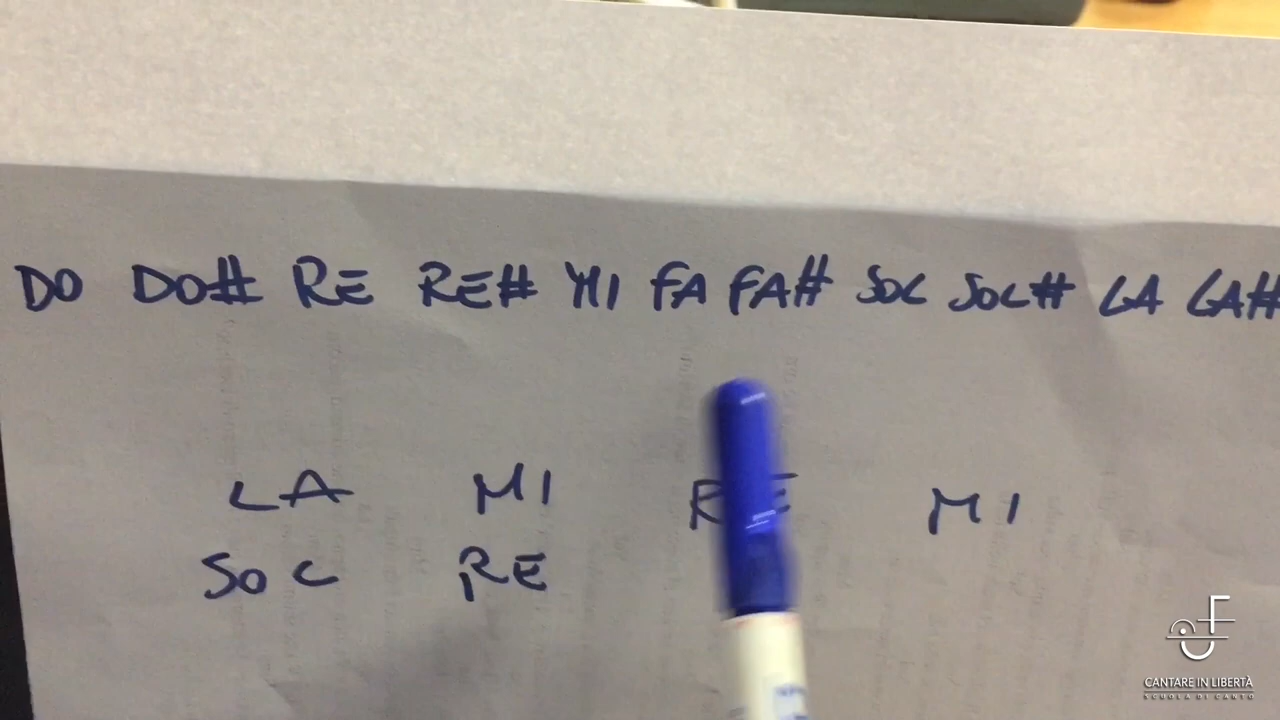 DO DO# RE RE# MI FA FA# SOL SOL# LA LA#
LA MI RE MI
SOL RE
CANTARE IN LIBERTÀ
SCUOLA DI CANTO